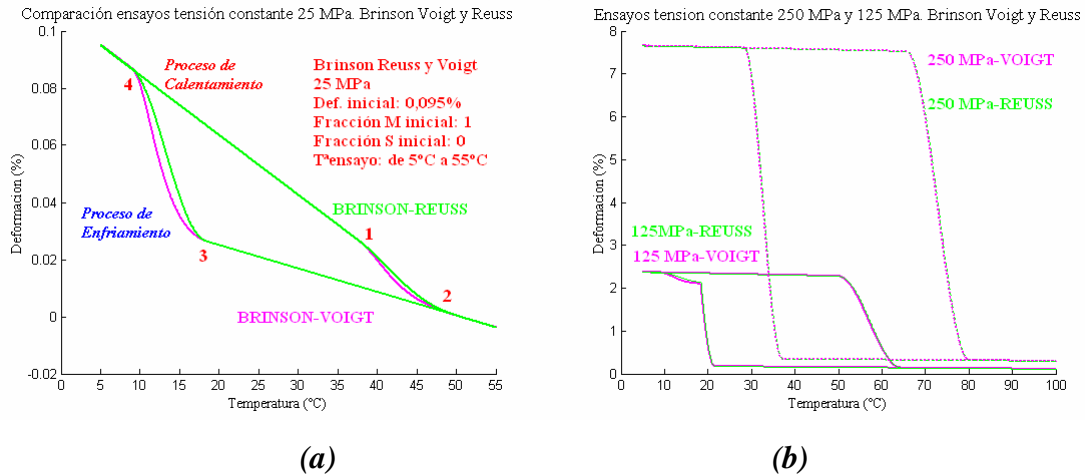 Comparación ensayos tensión constante 25 MPa. Brinson Voigt y Reuss
0.1
0.08
0.06
0.04
0.02
0
-0.02
Deformacion (%)
0 5 10 15 20 25 30 35 40 45 50 55
Temperatura (ºC)
Proceso de
Calentamiento
4
Brinson Reuss y Voigt
25 MPa
Def. inicial: 0,095%
Fracción M inicial: 1
Fracción S inicial: 0
Tªensayo: de 5ºC a 55ºC
BRINSON-REUSS
Proceso de
Enfriamiento
1
3
2
BRINSON-VOIGT
(a)
Ensayos tension constante 250 MPa y 125 MPa. Brinson Voigt y Reuss
8
7
6
5
4
3
2
1
0
Deformacion (%)
0 10 20 30 40 50 60 70 80 90 100
Temperatura (ºC)
250 MPa-VOIGT
250 MPa-REUSS
125MPa-REUSS
125 MPa-VOIGT
(b)